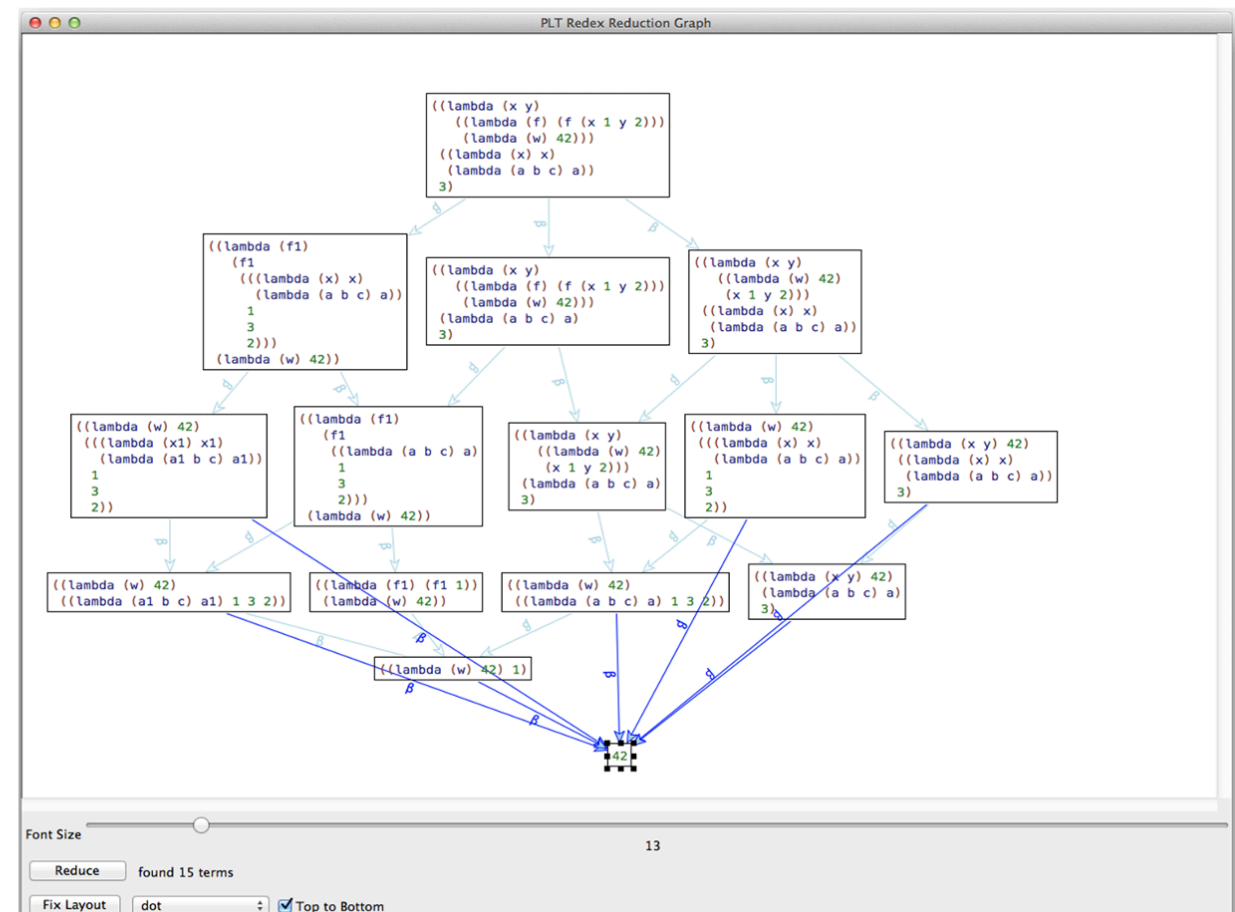 PLT Redex Reduction Graph
((lambda (x y)
((lambda (f) (f (x 1 y 2)))
(lambda (w) 42)))
((lambda (x) x)
(lambda (a b c) a))
3)
β
β
β
((lambda (f1)
(f1
(((lambda (x) x)
(lambda (a b c) a))
1
3
2)))
(lambda (w) 42))
((lambda (x y)
((lambda (f) (f (x 1 y 2)))
(lambda (w) 42)))
(lambda (a b c) a)
3)
((lambda (x y)
((lambda (w) 42)
(x 1 y 2)))
((lambda (x) x)
(lambda (a b c) a))
3)
β
β
β
β
β
β
β
((lambda (w) 42)
(((lambda (x1) x1)
(lambda (a1 b c) a1))
1
3
2))
((lambda (f1)
(f1
((lambda (a b c) a)
1
3
2)))
(lambda (w) 42))
((lambda (x y)
((lambda (w) 42)
(x 1 y 2)))
(lambda (a b c) a)
3)
((lambda (w) 42)
(((lambda (x) x)
(lambda (a b c) a))
1
3
2))
((lambda (x y) 42)
((lambda (x) x)
(lambda (a b c) a))
3)
β
β
β
β
β
β
β
((lambda (w) 42)
((lambda (a1 b c) a1) 1 3 2))
((lambda (f1) (f1 1))
(lambda (w) 42))
((lambda (w) 42)
((lambda (a b c) a) 1 3 2))
((lambda (x y) 42)
(lambda (a b c) a)
3)
β
β
β
β
β
β
((lambda (w) 42) 1)
β
β
β
β
42
Font Size
13
Reduce found 15 terms
Fix Layout dot Top to Bottom